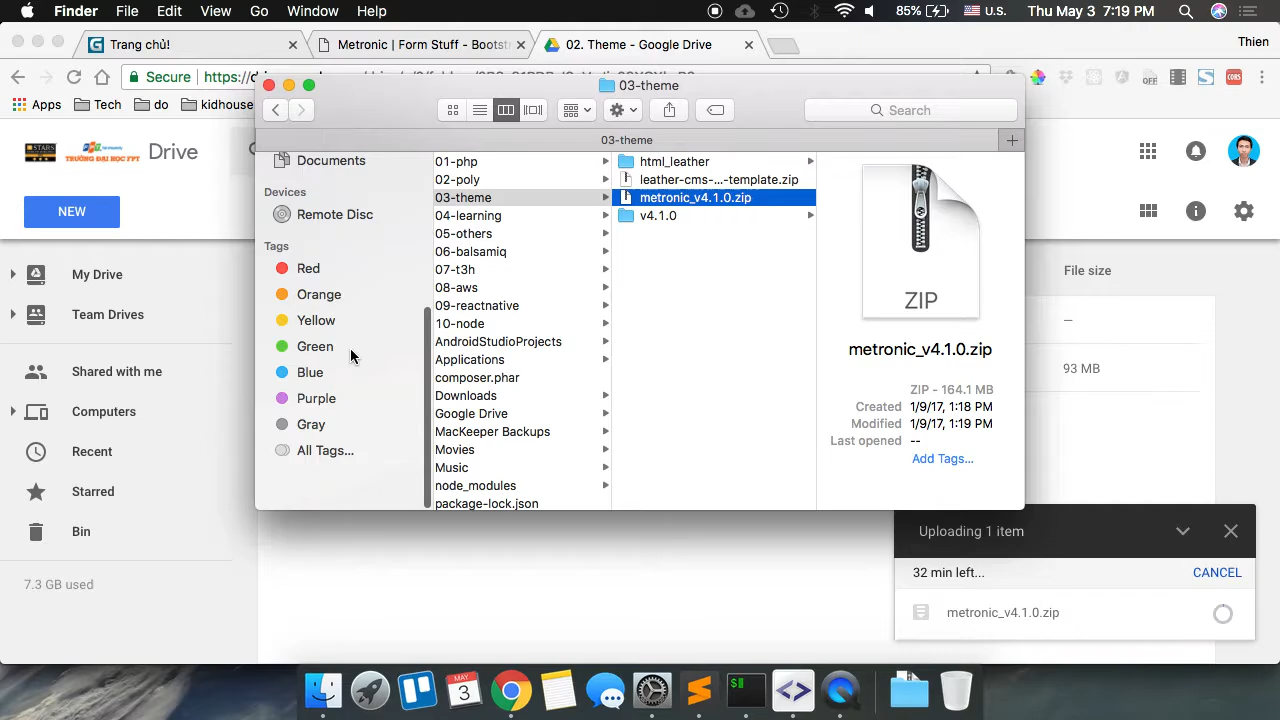 Finder File Edit View Go Window Help 85% U.S. Thu May 3 7:19 PM
Trang chủ! Metronic | Form Stuff - Bootst 02. Theme - Google Drive Thien
Secure https://d
Apps Tech do kidhouse
03-theme
Search
03-theme
Drive
NEW
My Drive
Team Drives
Shared with me
Computers
Recent
Starred
Bin
7.3 GB used
Documents
Devices
Remote Disc
Tags
Red
Orange
Yellow
Green
Blue
Purple
Gray
All Tags...
01-php
02-poly
03-theme
04-learning
05-others
06-balsamiq
07-t3h
08-aws
09-reactnative
10-node
AndroidStudioProjects
Applications
composer.phar
Downloads
Google Drive
MacKeeper Backups
Movies
Music
node_modules
package-lock.json
html_leather
leather-cms-...-template.zip
metronic_v4.1.0.zip
v4.1.0
ZIP
metronic_v4.1.0.zip
ZIP - 164.1 MB
Created 1/9/17, 1:18 PM
Modified 1/9/17, 1:19 PM
Last opened --
Add Tags...
File size
—
93 MB
Uploading 1 item
32 min left... CANCEL
metronic_v4.1.0.zip
MAY
3